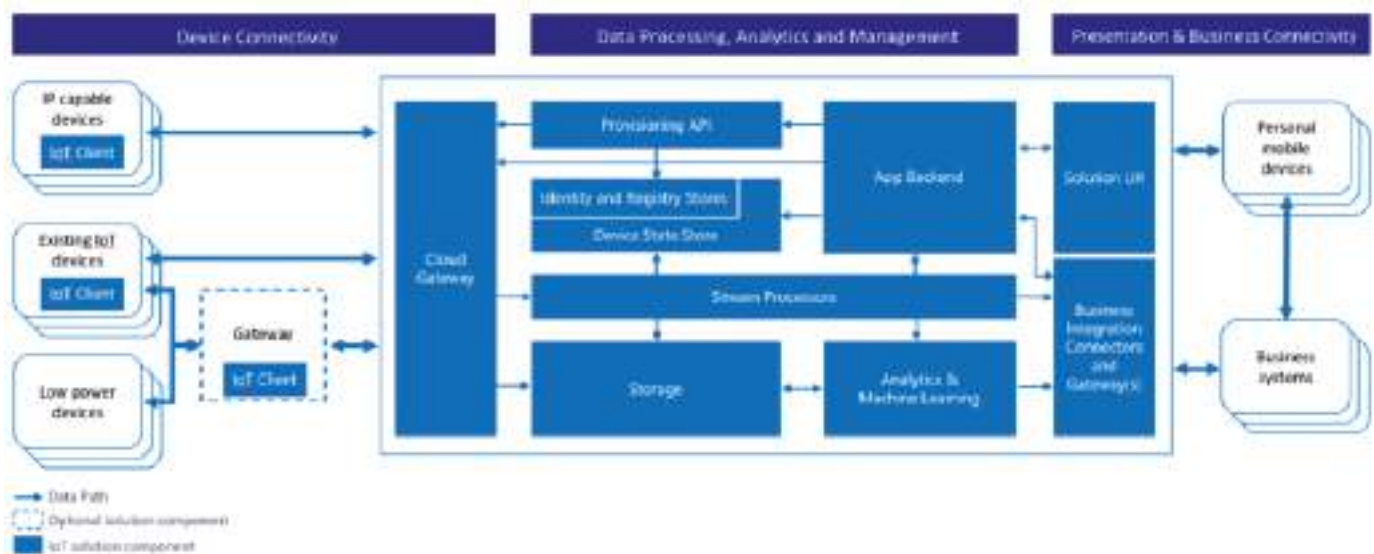 Device Connectivity
Data Processing, Analytics and Management
Presentation & Business Connectivity
IP capable
devices
IoT Client
Existing IoT
devices
IoT Client
Low power
devices
Gateway
IoT Client
Cloud
Gateway
Provisioning API
Identity and Registry Stores
Device State Store
Stream Processors
Storage
App Backend
Analytics &
Machine Learning
Solution UX
Business
Integration
Connectors
and
Gateway(s)
Personal
mobile
devices
Business
systems
Data Path
Optional solution component
IoT solution component